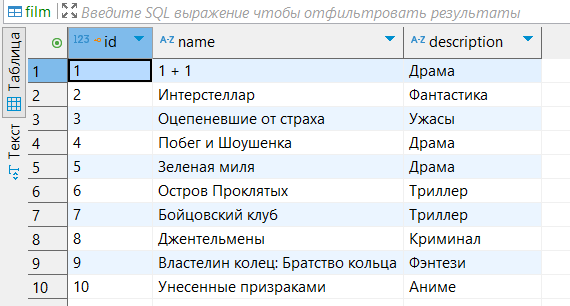 film Введите SQL выражение чтобы отфильтровать результаты
Таблица
Текст
123 id A-Z name A-Z description
1 1 1 + 1 Драма
2 2 Интерстеллар Фантастика
3 3 Оцепеневшие от страха Ужасы
4 4 Побег и Шоушенка Драма
5 5 Зеленая миля Драма
6 6 Остров Проклятых Триллер
7 7 Бойцовский клуб Триллер
8 8 Джентельмены Криминал
9 9 Властелин колец: Братство кольца Фэнтези
10 10 Унесенные призраками Аниме